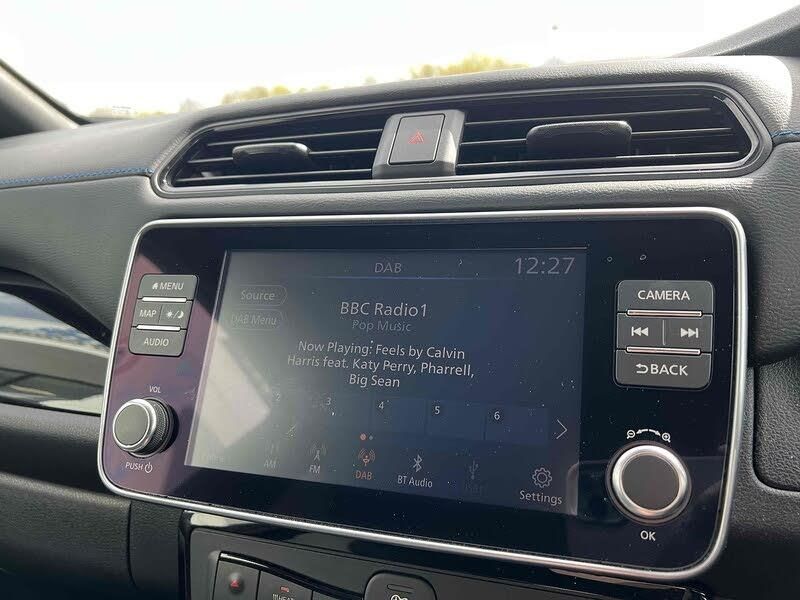 DAB
12:27
Source
DAB Menu
BBC Radio1
Pop Music
Now Playing: Feels by Calvin
Harris feat. Katy Perry, Pharrell,
Big Sean
2 3 4 5 6
AM FM DAB BT Audio Settings
MENU
MAP
AUDIO
VOL
PUSH
CAMERA
BACK
OK